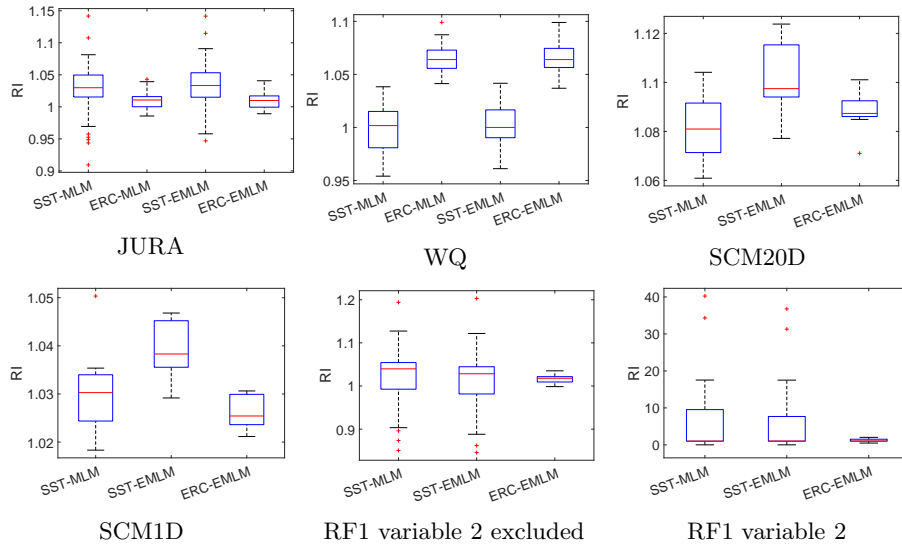 1.15
1.1
1.05
1
0.95
0.9
RI
SST-MLM
ERC-MLM
SST-EMLM
ERC-EMLM
JURA
1.1
1.05
1
0.95
RI
SST-MLM
ERC-MLM
SST-EMLM
ERC-EMLM
WQ
1.12
1.1
1.08
1.06
RI
SST-MLM
SST-EMLM
ERC-EMLM
SCM20D
1.05
1.04
1.03
1.02
RI
SST-MLM
SST-EMLM
ERC-EMLM
SCM1D
1.2
1.1
1.0
0.9
RI
SST-MLM
SST-EMLM
ERC-EMLM
RF1 variable 2 excluded
40
30
20
10
0
RI
SST-MLM
SST-EMLM
ERC-EMLM
RF1 variable 2